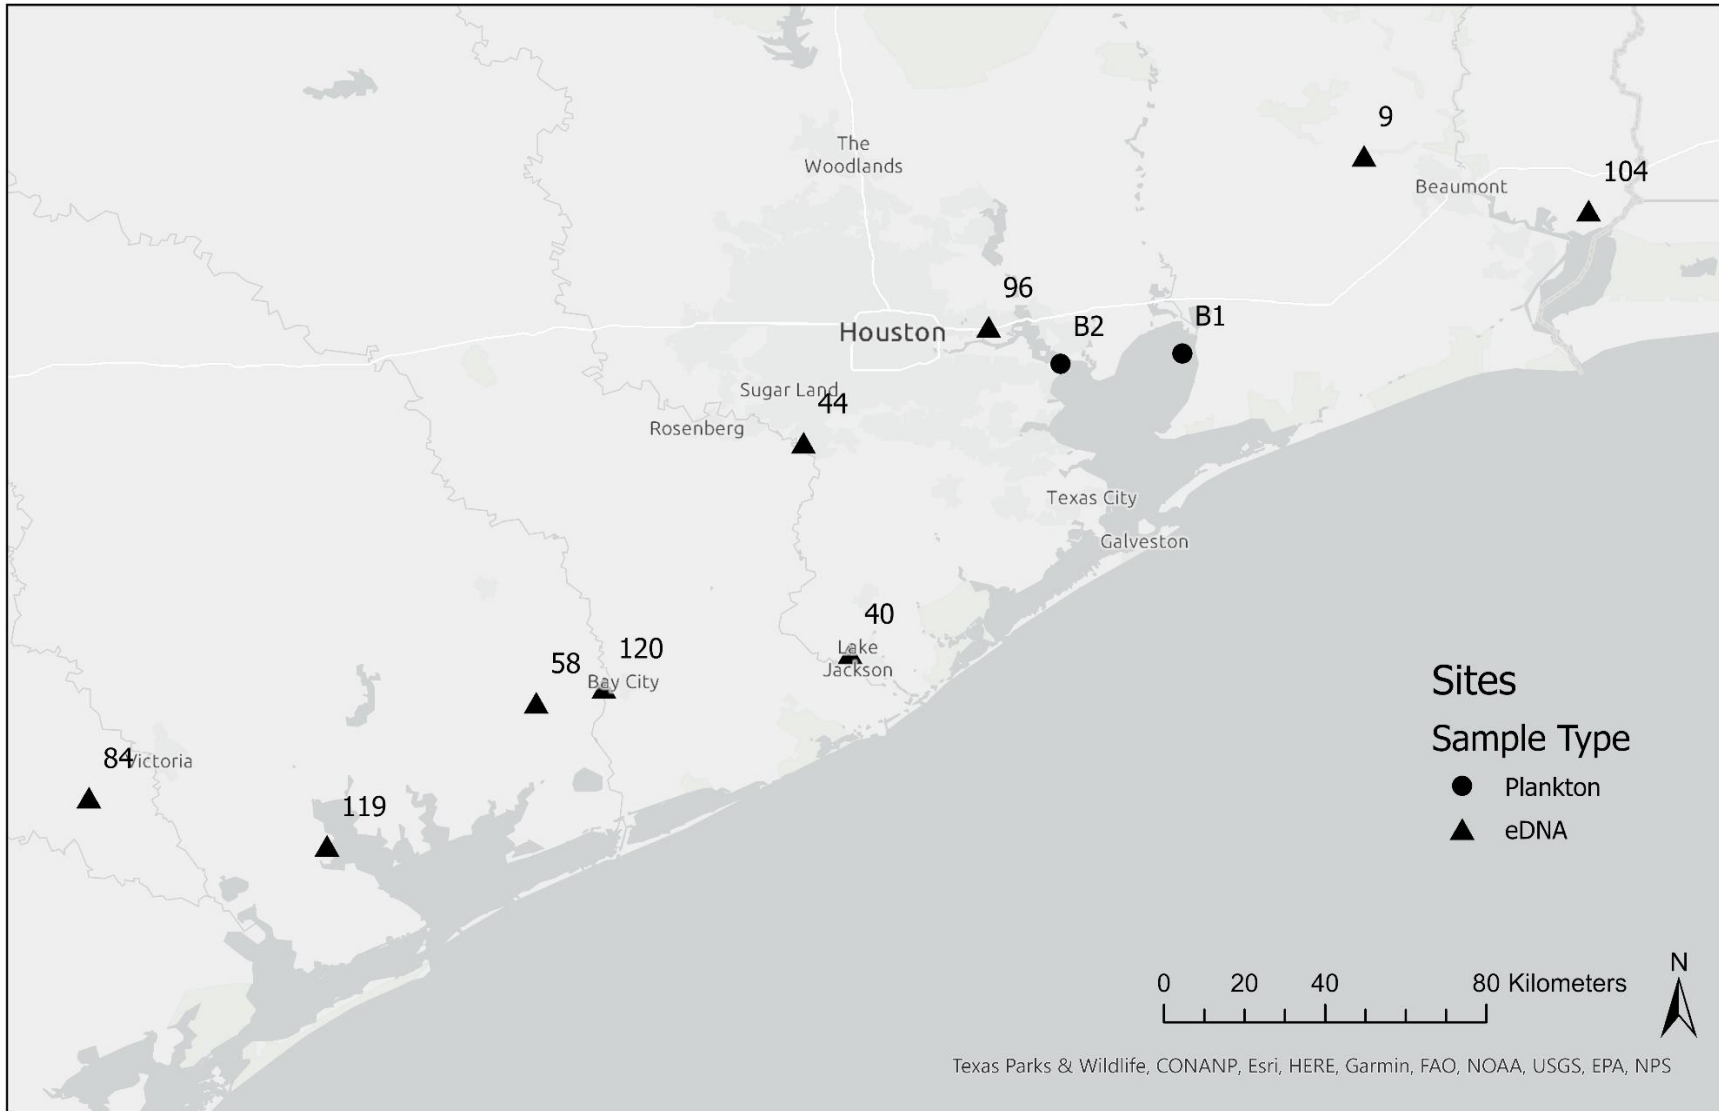 9
The
Woodlands
104
Beaumont
96
B1
B2
Houston
Sugar Land
44
Rosenberg
Texas City
Galveston
40
120
Lake
Jackson
58
Bay City
84
Victoria
119
Sites
Sample Type
Plankton
eDNA
N
0 20 40 80 Kilometers
Texas Parks & Wildlife, CONANP, Esri, HERE, Garmin, FAO, NOAA, USGS, EPA, NPS